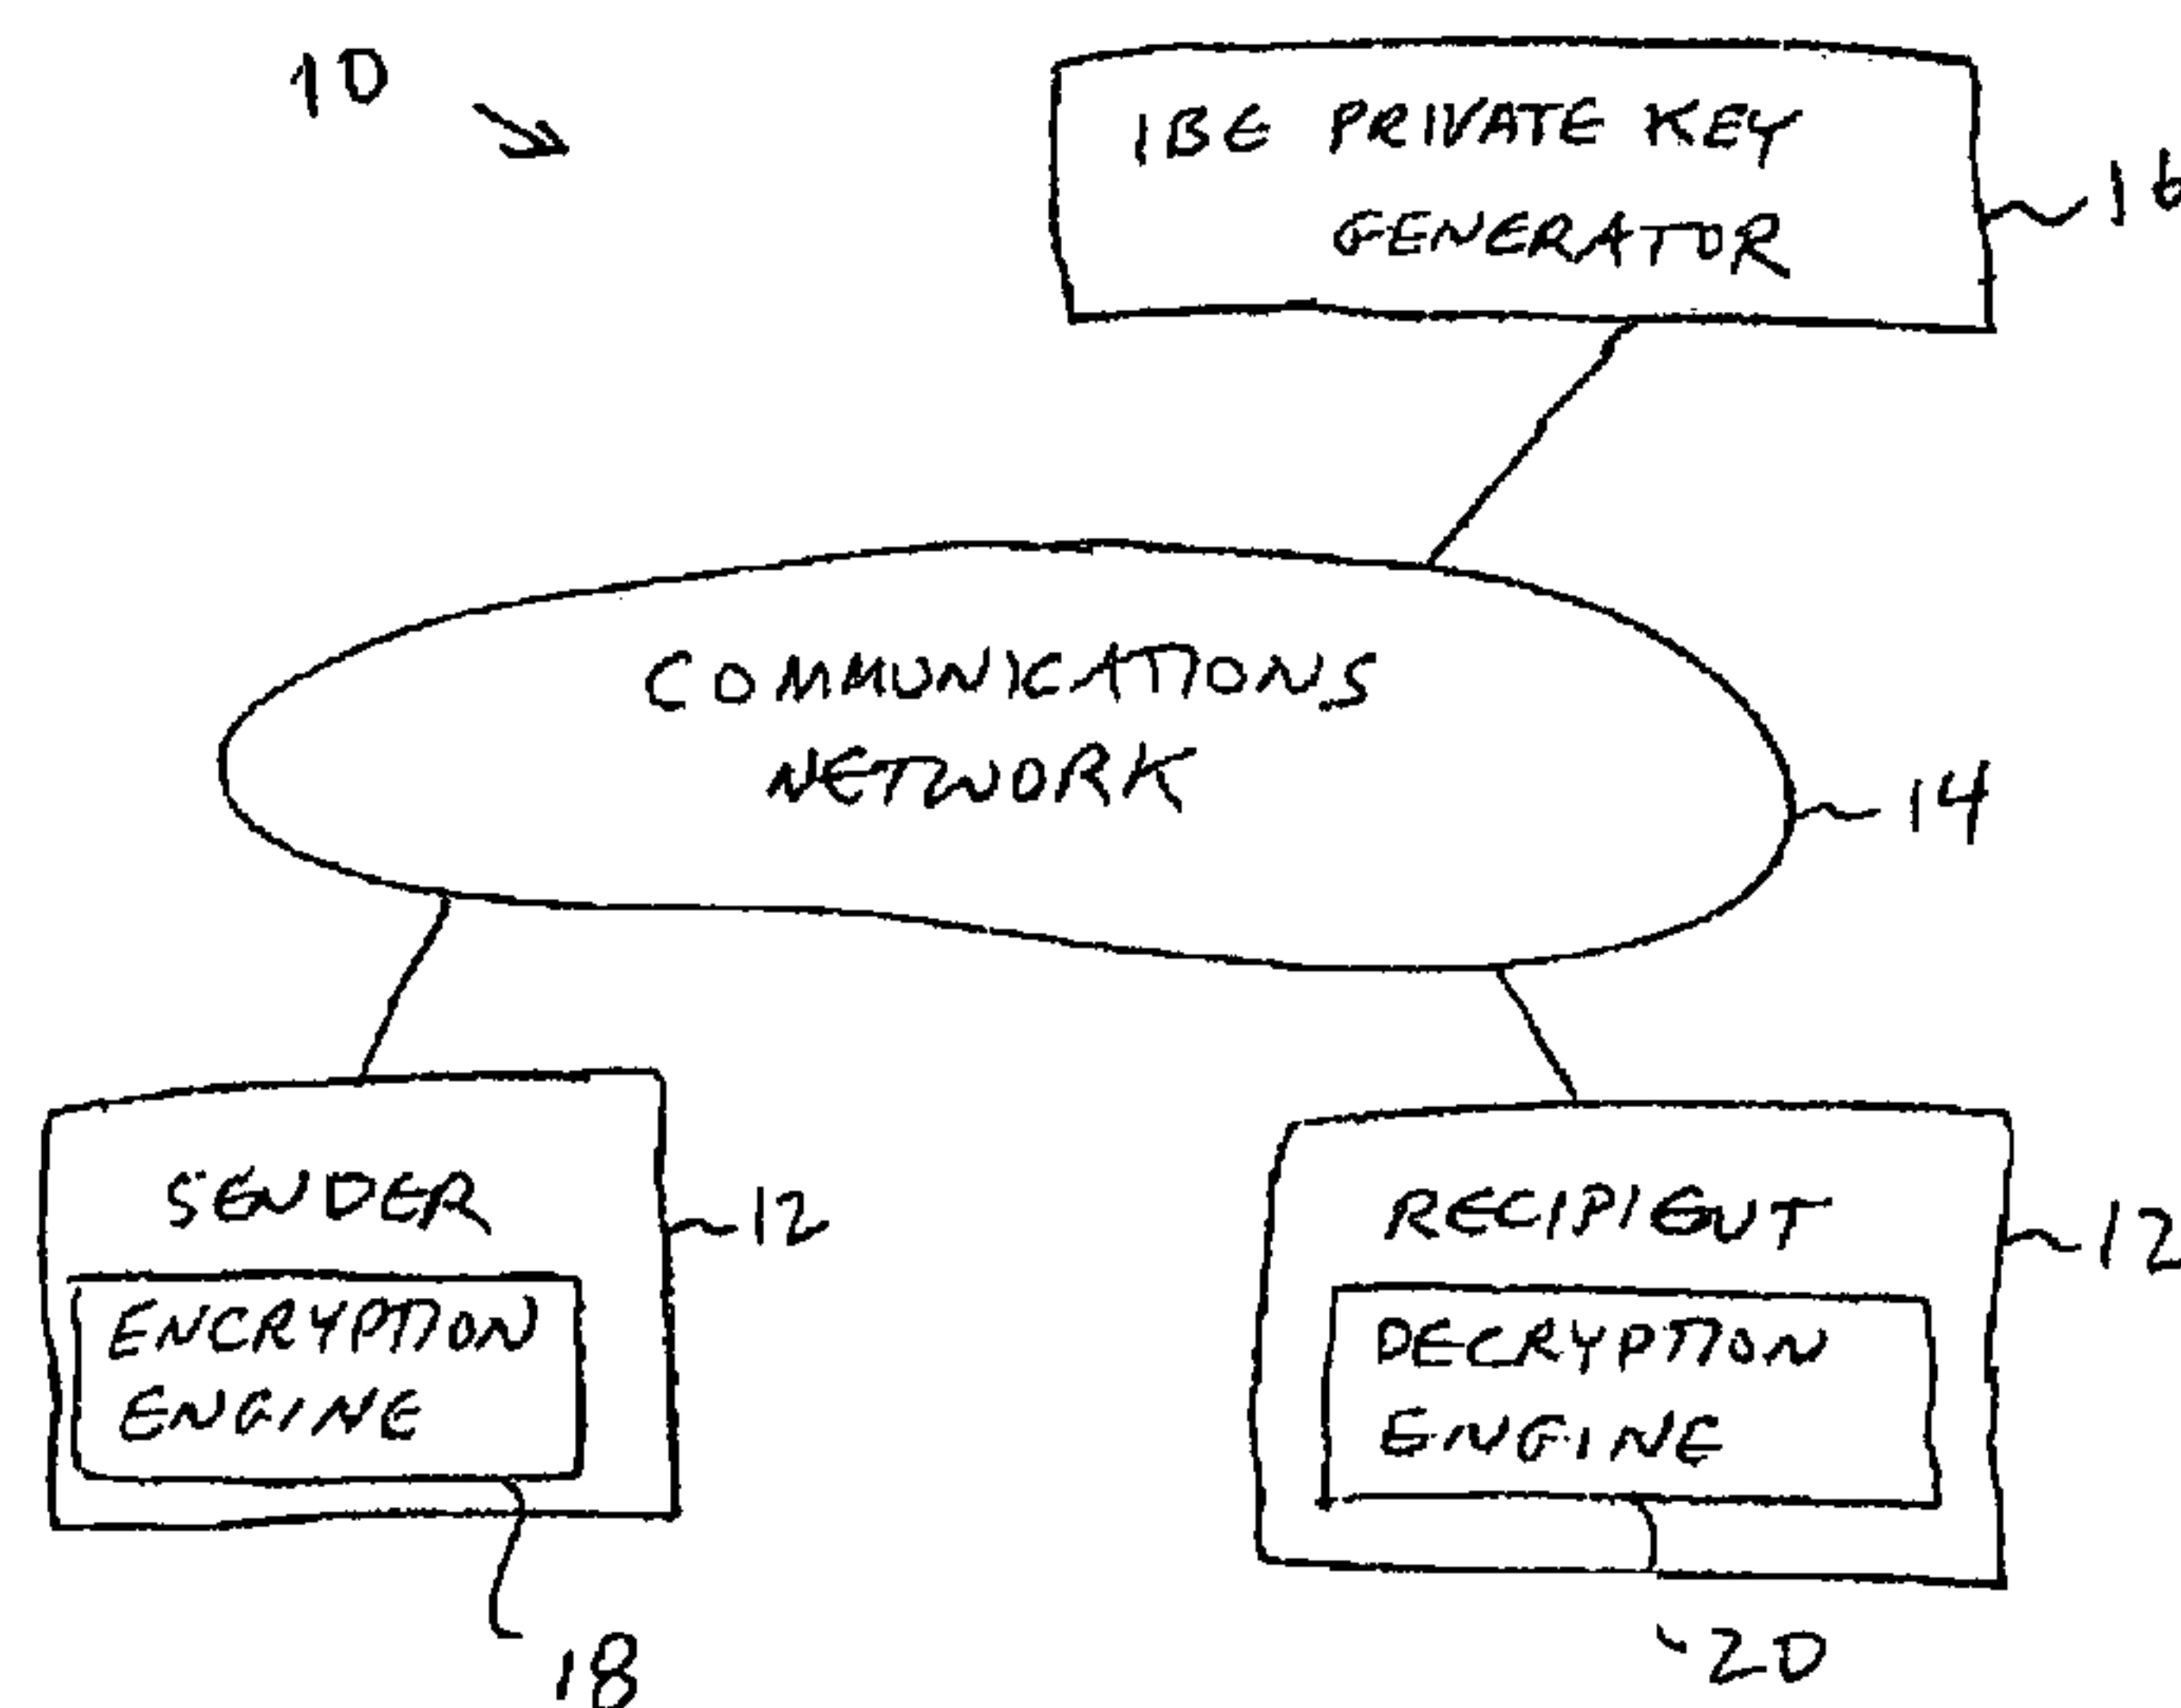 10
IBE PRIVATE KEY
GENERATOR
16
COMMUNICATIONS
NETWORK
14
SENDER
12
ENCRYPTION
ENGINE
18
RECIPIENT
12
DECRYPTION
ENGINE
20